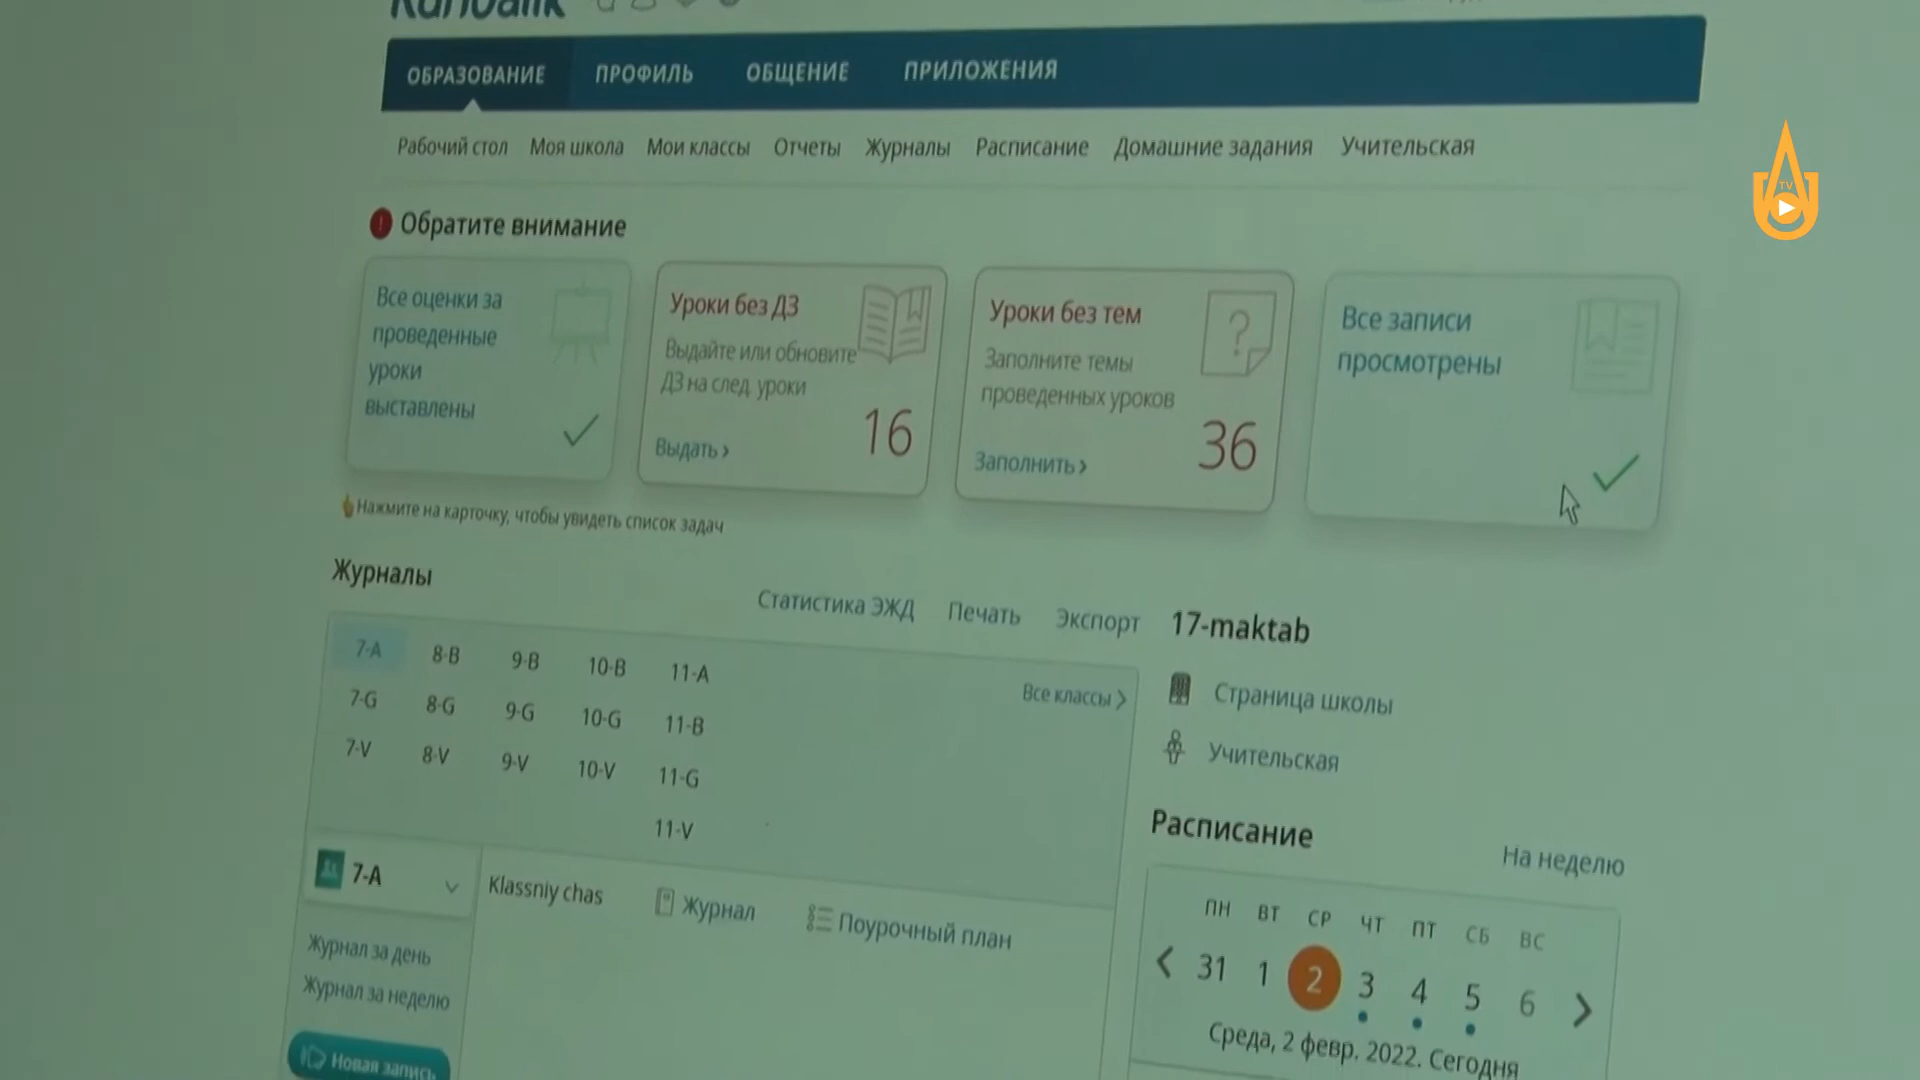 ОБРАЗОВАНИЕ ПРОФИЛЬ ОБЩЕНИЕ ПРИЛОЖЕНИЯ
Рабочий стол Моя школа Мои классы Отчеты Журналы Расписание Домашние задания Учительская
TV
Обратите внимание
Все оценки за
проведенные
уроки
выставлены
Уроки без ДЗ
Выдайте или обновите
ДЗ на след. уроки
16
Выдать ›
Уроки без тем
Заполните темы
проведенных уроков
36
Заполнить ›
Все записи
просмотрены
Нажмите на карточку, чтобы увидеть список задач
Журналы
Статистика ЭЖД Печать Экспорт
7-A 8-B 9-B 10-B 11-A
7-G 8-G 9-G 10-G 11-B
7-V 8-V 9-V 10-V 11-G
11-V
Все классы ›
7-A
Klassniy chas Журнал Поурочный план
Журнал за день
Журнал за неделю
Новая запись
17-maktab
Страница школы
Учительская
Расписание
На неделю
ПН ВТ СР ЧТ ПТ СБ ВС
31 1 2 3 4 5 6
Среда, 2 февр. 2022. Сегодня